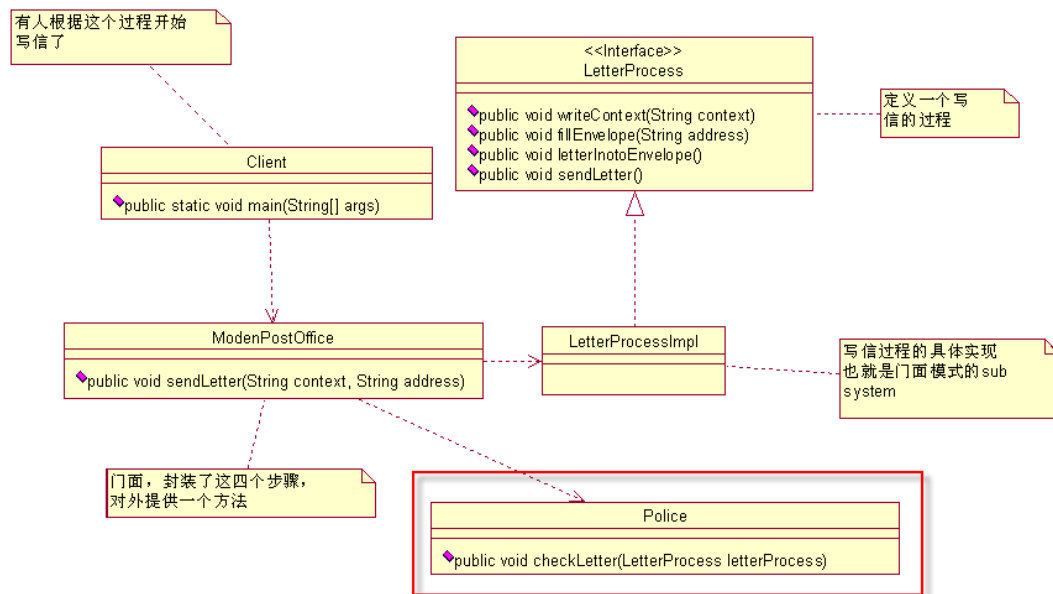 有人根据这个过程开始
写信了
<<Interface>>
LetterProcess
public void writeContext(String context)
public void fillEnvelope(String address)
public void letterInotoEnvelope()
public void sendLetter()
定义一个写
信的过程
Client
public static void main(String[] args)
ModenPostOffice
public void sendLetter(String context, String address)
LetterProcessImpl
写信过程的具体实现
也就是门面模式的sub
system
门面，封装了这四个步骤，
对外提供一个方法
Police
public void checkLetter(LetterProcess letterProcess)